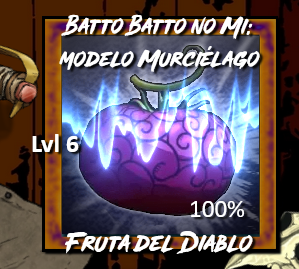 Batto Batto no Mi:
modelo Murciélago
Lvl 6
100%
Fruta del Diablo